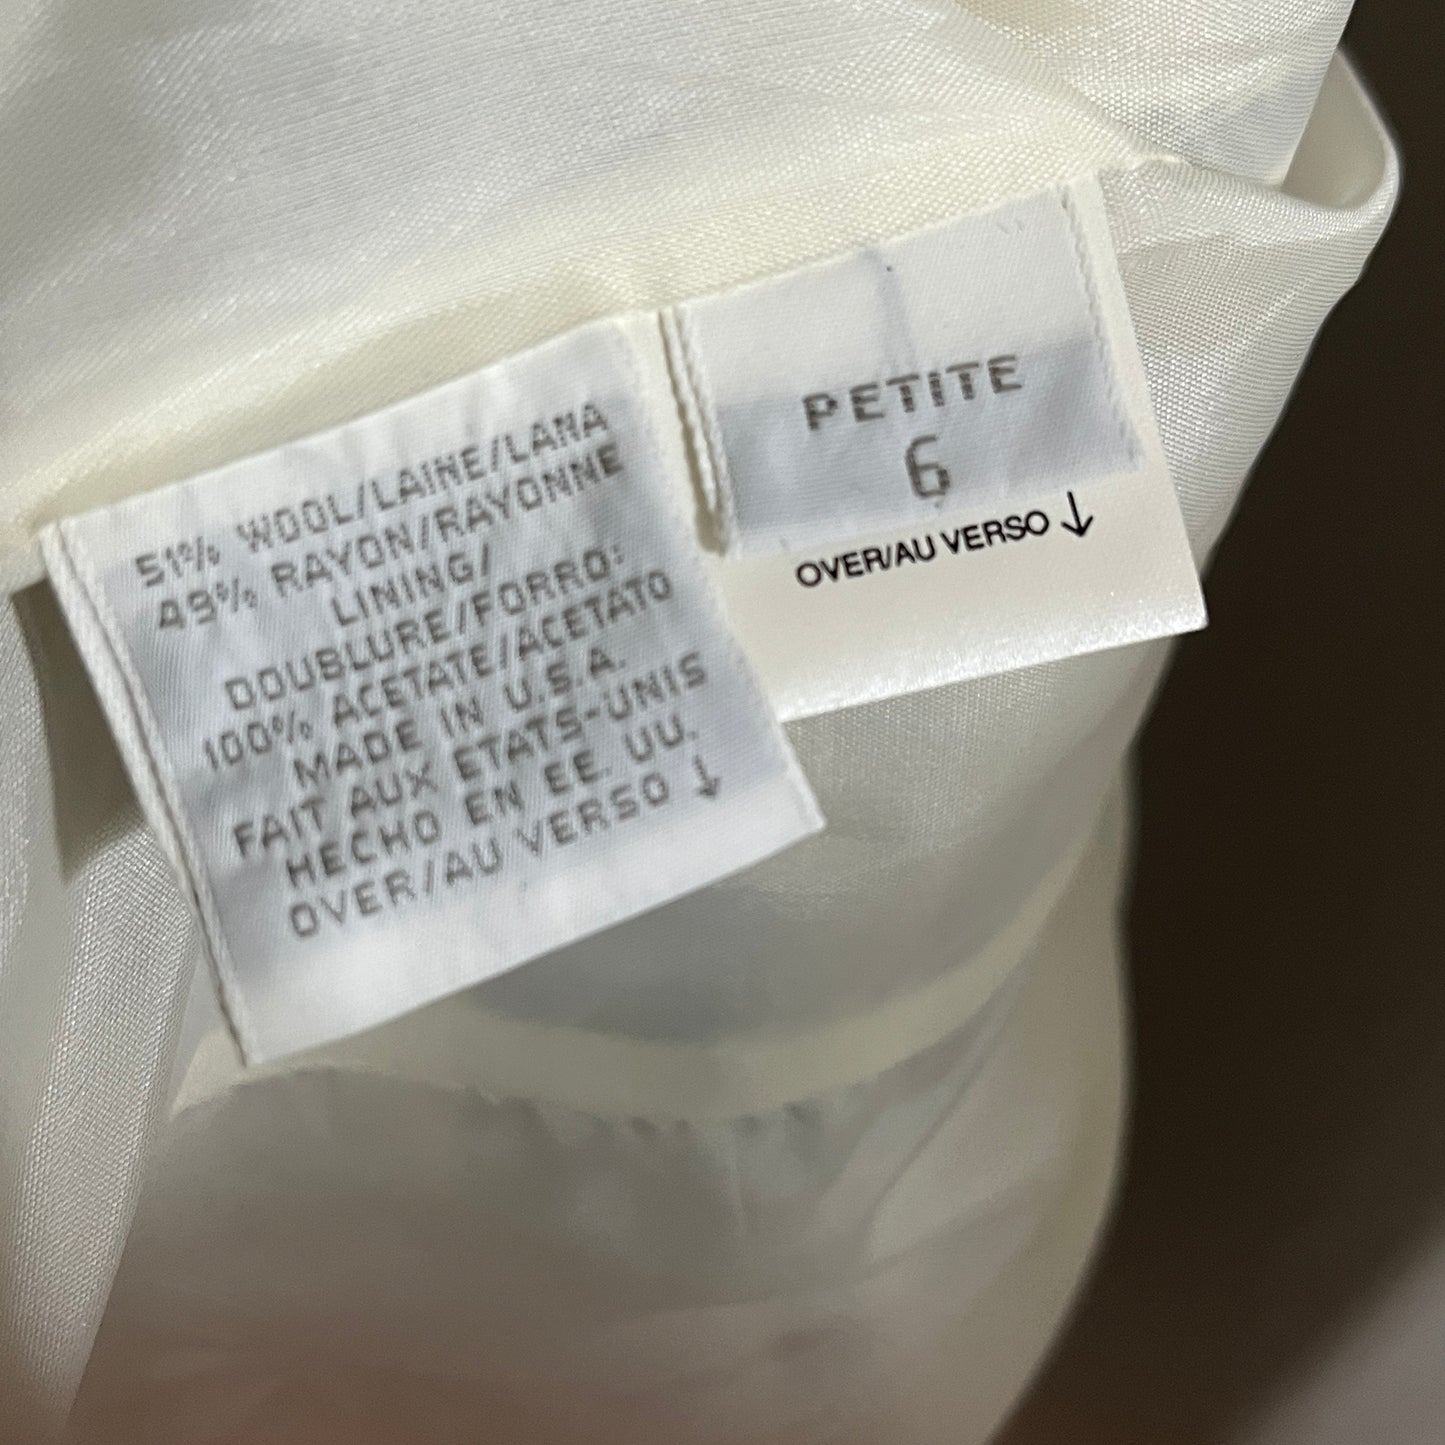 51% WOOL/LAINE/LANA
49% RAYON/RAYONNE
LINING/
DOUBLURE/FORRO:
100% ACETATE/ACETATO
MADE IN U.S.A.
FAIT AUX ETATS-UNIS
HECHO EN EE. UU.
OVER/AU VERSO ↓
PETITE
6
OVER/AU VERSO ↓